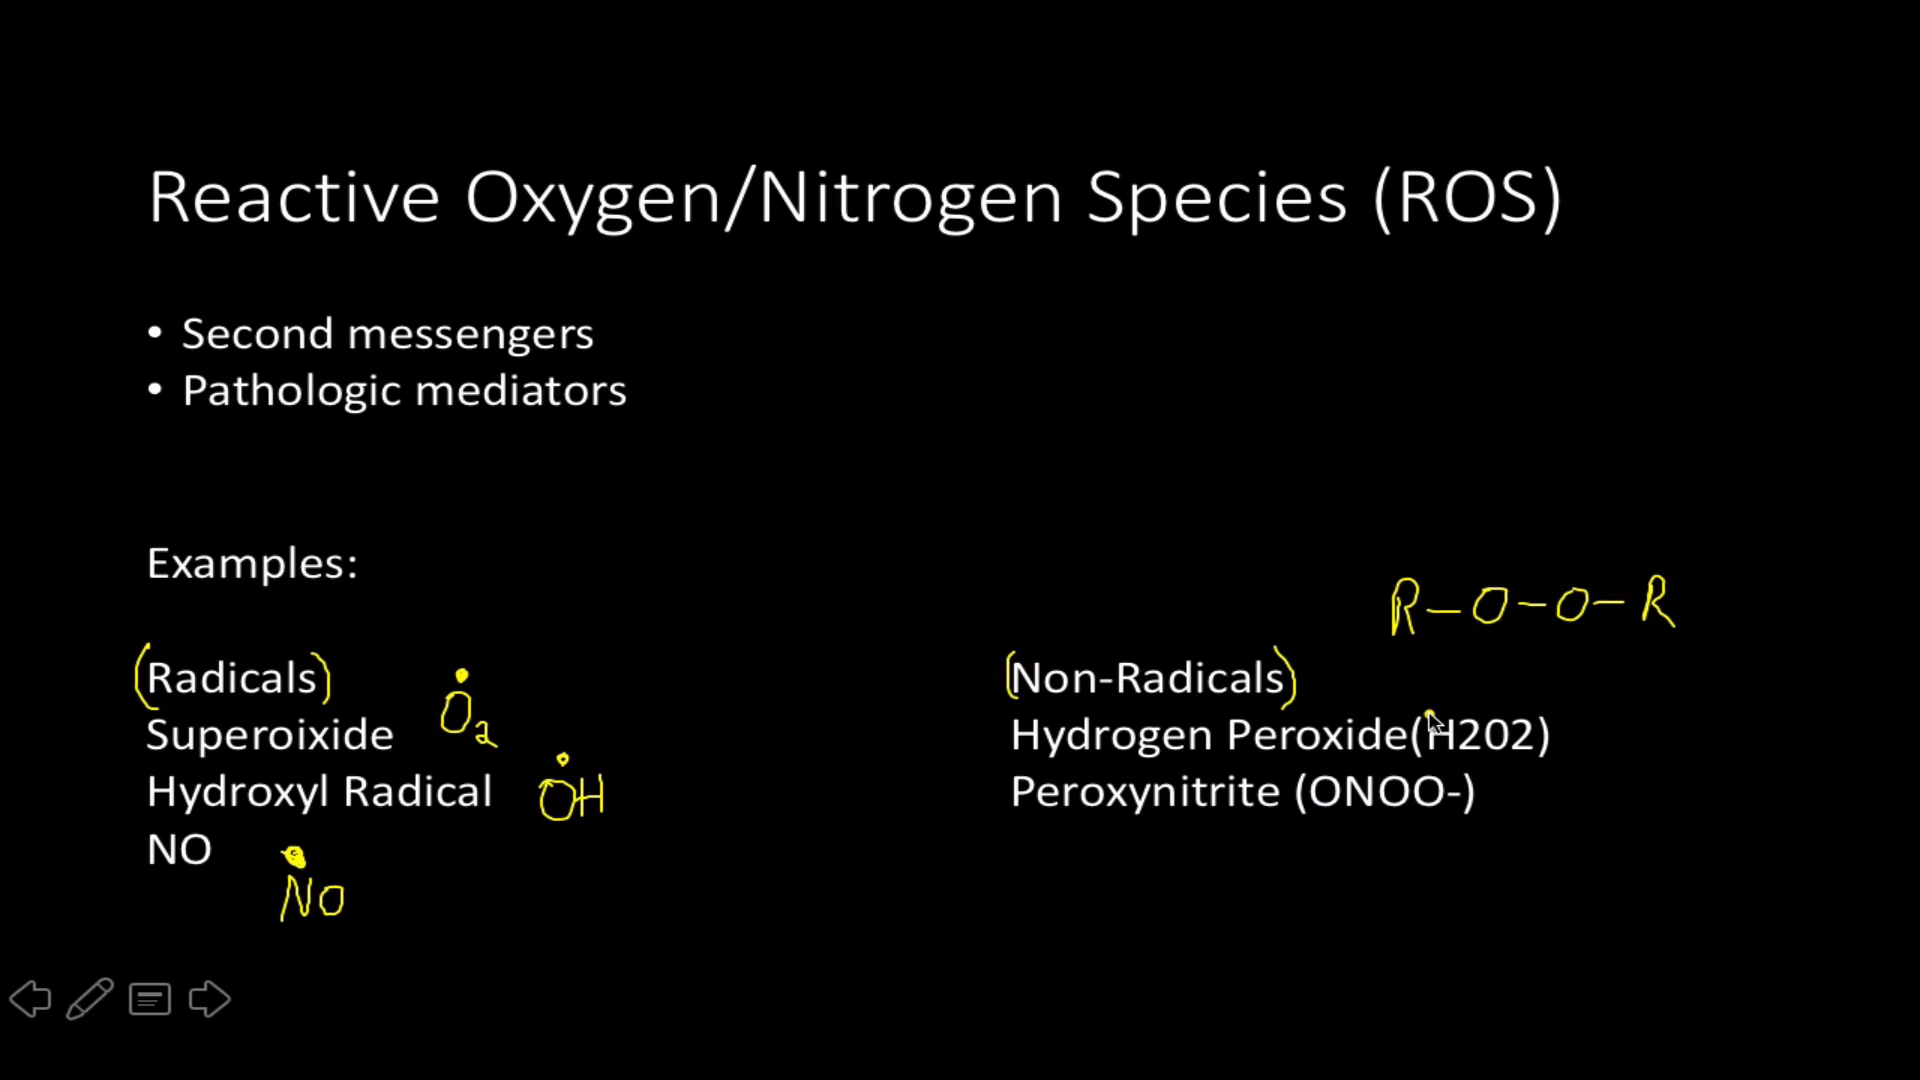 Reactive Oxygen/Nitrogen Species (ROS)
• Second messengers
• Pathologic mediators
Examples:
R-O-O-R
(Radicals)
Superoixide O2
Hydroxyl Radical OH
NO
NO
(Non-Radicals)
Hydrogen Peroxide(H202)
Peroxynitrite (ONOO-)